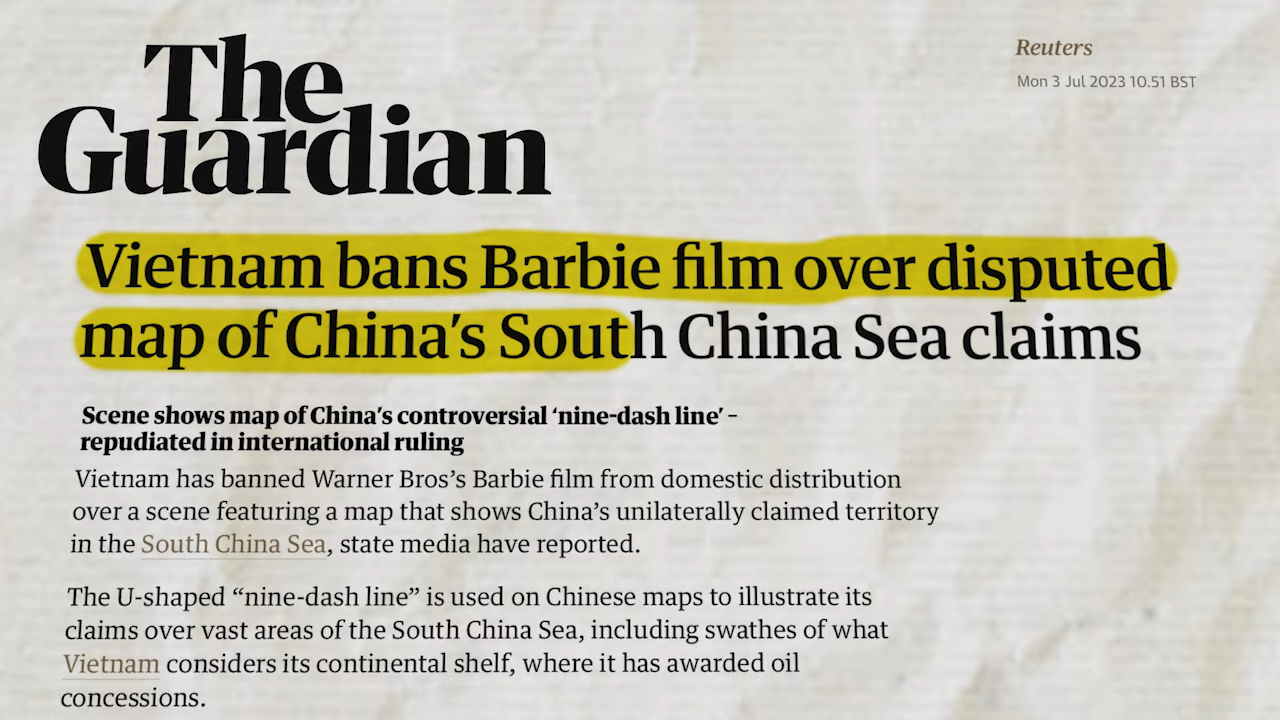 The
Guardian
Reuters
Mon 3 Jul 2023 10.51 BST
Vietnam bans Barbie film over disputed
map of China’s South China Sea claims
Scene shows map of China’s controversial ‘nine-dash line’ –
repudiated in international ruling
Vietnam has banned Warner Bros’s Barbie film from domestic distribution
over a scene featuring a map that shows China’s unilaterally claimed territory
in the South China Sea, state media have reported.
The U-shaped “nine-dash line” is used on Chinese maps to illustrate its
claims over vast areas of the South China Sea, including swathes of what
Vietnam considers its continental shelf, where it has awarded oil
concessions.